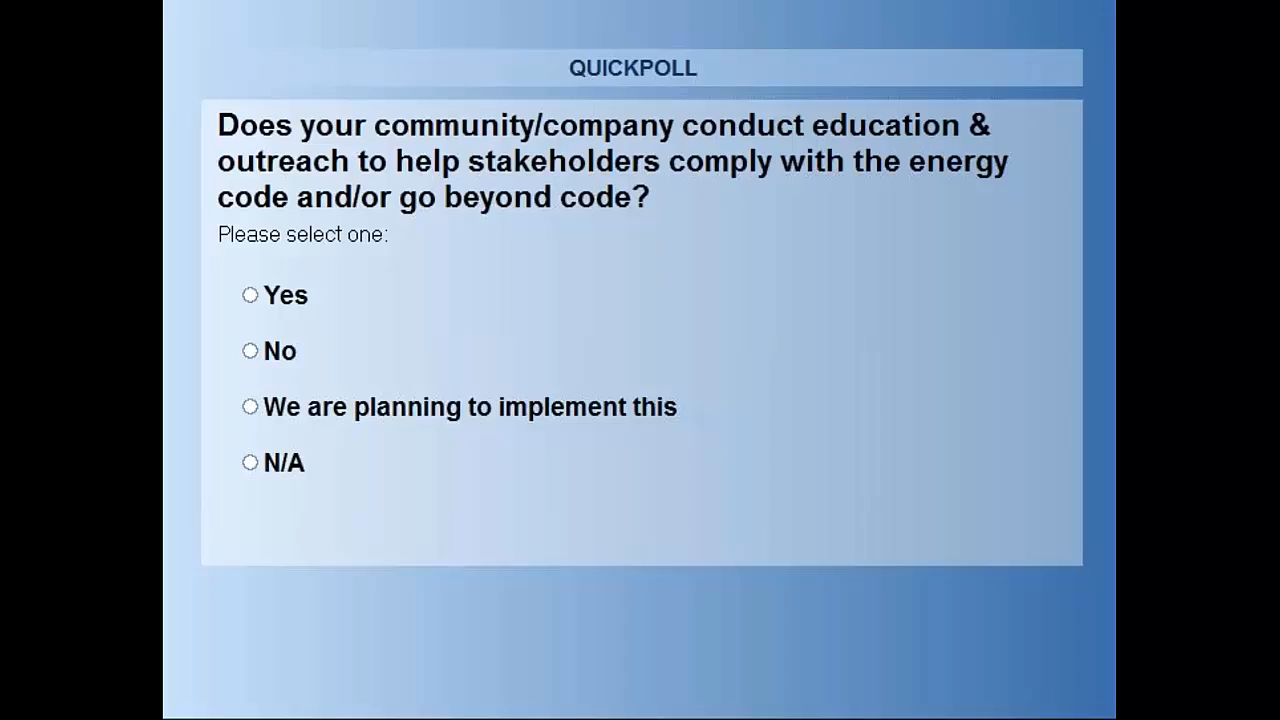 QUICKPOLL
Does your community/company conduct education &
outreach to help stakeholders comply with the energy
code and/or go beyond code?
Please select one:
Yes
No
We are planning to implement this
N/A